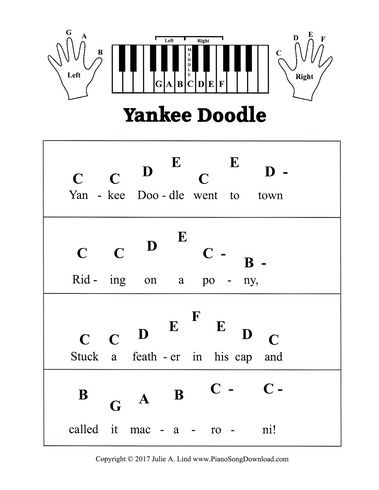 Left Right
G A B
C D E F
MIDDLE
G A B C D E F
Left
Right
Yankee Doodle
C C D E C E D -
Yan - kee Doo - dle went to town
C C D E C - B -
Rid - ing on a po - ny,
C C D E F E D C
Stuck a feath - er in his cap and
B G A B C - C -
called it mac - a - ro - ni!
Copyright © 2017 Julie A. Lind www.PianoSongDownload.com